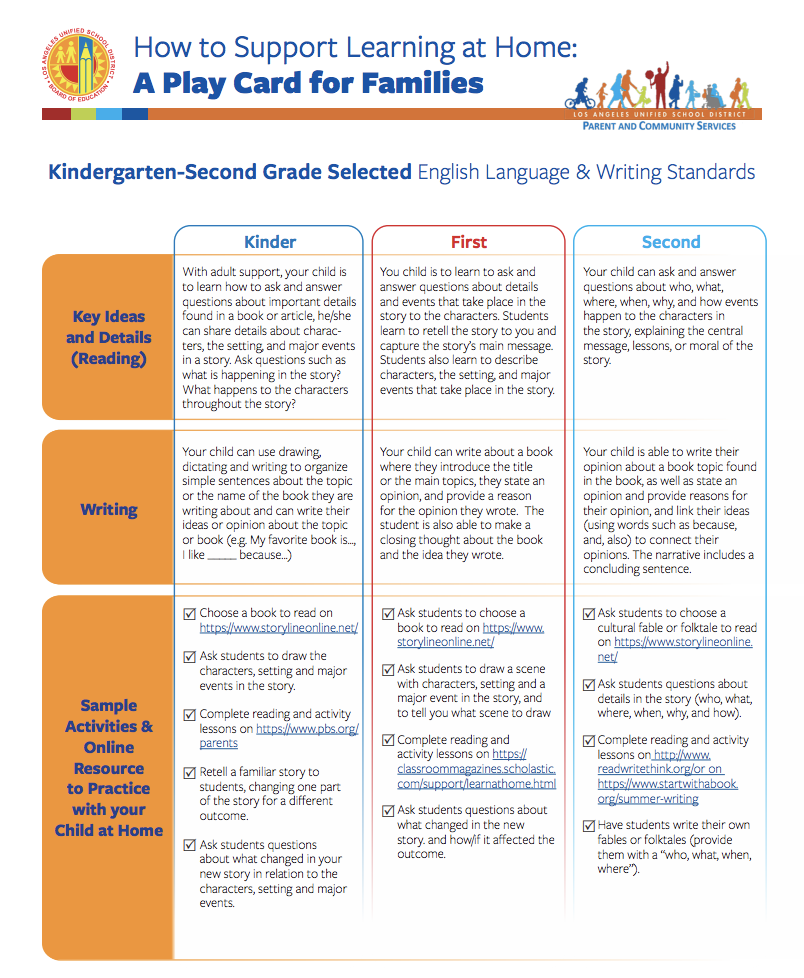 LOS ANGELES UNIFIED SCHOOL DISTRICT
BOARD OF EDUCATION
How to Support Learning at Home:
A Play Card for Families
LOS ANGELES UNIFIED SCHOOL DISTRICT
PARENT AND COMMUNITY SERVICES
Kindergarten-Second Grade Selected English Language & Writing Standards
Kinder
First
Second
Key Ideas
and Details
(Reading)
With adult support, your child is
to learn how to ask and answer
questions about important details
found in a book or article, he/she
can share details about charac-
ters, the setting, and major events
in a story. Ask questions such as
what is happening in the story?
What happens to the characters
throughout the story?
You child is to learn to ask and
answer questions about details
and events that take place in the
story to the characters. Students
learn to retell the story to you and
capture the story's main message.
Students also learn to describe
characters, the setting, and major
events that take place in the story.
Your child can ask and answer
questions about who, what,
where, when, why, and how events
happen to the characters in
the story, explaining the central
message, lessons, or moral of the
story.
Writing
Your child can use drawing,
dictating and writing to organize
simple sentences about the topic
or the name of the book they are
writing about and can write their
ideas or opinion about the topic
or book (e.g. My favorite book is...,
I like _____ because...)
Your child can write about a book
where they introduce the title
or the main topics, they state an
opinion, and provide a reason
for the opinion they wrote. The
student is also able to make a
closing thought about the book
and the idea they wrote.
Your child is able to write their
opinion about a book topic found
in the book, as well as state an
opinion and provide reasons for
their opinion, and link their ideas
(using words such as because,
and, also) to connect their
opinions. The narrative includes a
concluding sentence.
Sample
Activities &
Online
Resource
to Practice
with your
Child at Home
Choose a book to read on
https://www.storylineonline.net/
Ask students to draw the
characters, setting and major
events in the story.
Complete reading and activity
lessons on https://www.pbs.org/
parents
Retell a familiar story to
students, changing one part
of the story for a different
outcome.
Ask students questions
about what changed in your
new story in relation to the
characters, setting and major
events.
Ask students to choose a
book to read on https://www.
storylineonline.net/
Ask students to draw a scene
with characters, setting and a
major event in the story, and
to tell you what scene to draw
Complete reading and
activity lessons on https://
classroommagazines.scholastic.
com/support/learnathome.html
Ask students questions about
what changed in the new
story. and how/if it affected the
outcome.
Ask students to choose a
cultural fable or folktale to read
on https://www.storylineonline.
net/
Ask students questions about
details in the story (who, what,
where, when, why, and how).
Complete reading and activity
lessons on http://www.
readwritethink.org/or on
https://www.startwithabook.
org/summer-writing
Have students write their own
fables or folktales (provide
them with a "who, what, when,
where").